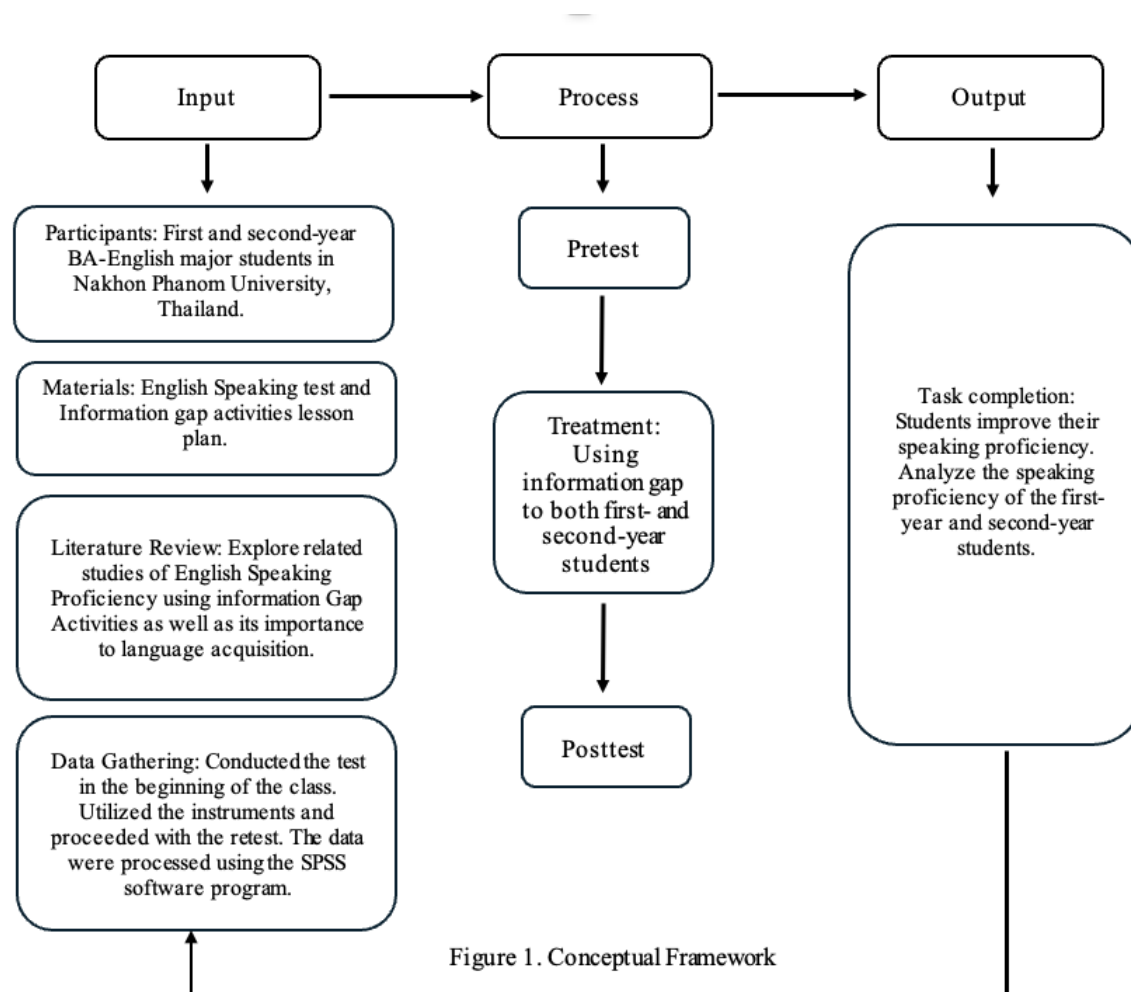 Input
Process
Output
Participants: First and second-year
BA-English major students in
Nakhon Phanom University,
Thailand.
Materials: English Speaking test and
Information gap activities lesson
plan.
Literature Review: Explore related
studies of English Speaking
Proficiency using information Gap
Activities as well as its importance
to language acquisition.
Data Gathering: Conducted the test
in the beginning of the class.
Utilized the instruments and
proceeded with the retest. The data
were processed using the SPSS
software program.
Pretest
Treatment:
Using
information gap
to both first- and
second-year
students
Posttest
Task completion:
Students improve their
speaking proficiency.
Analyze the speaking
proficiency of the first-
year and second-year
students.
Figure 1. Conceptual Framework